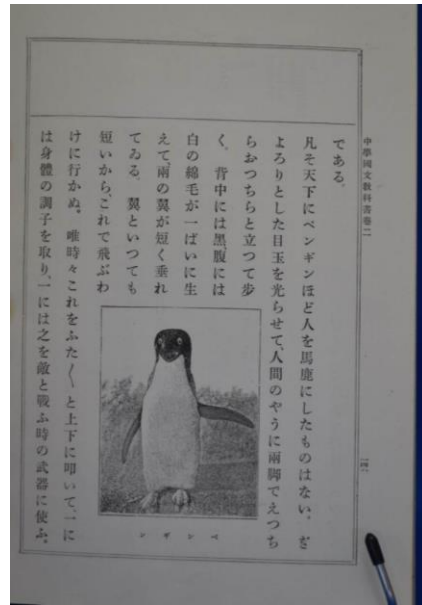 中學國文教科書卷二
である。
凡そ天下にペンギンほど人を馬鹿にしたものはない。ぎ
よろりとした目玉を光らせて、人間のやうに兩脚でえつち
らおつちらと立つて歩
く。背中には黑、腹には
白の綿毛が一ぱいに生
えて、兩の翼が短く垂れ
てゐる。翼といつても
短いから、これで飛ぶわ
けに行かぬ。唯時々これをふた〳〵と上下に叩いて、一に
は身體の調子を取り、一には之を敵と戰ふ時の武器に使ふ。
ペンギン